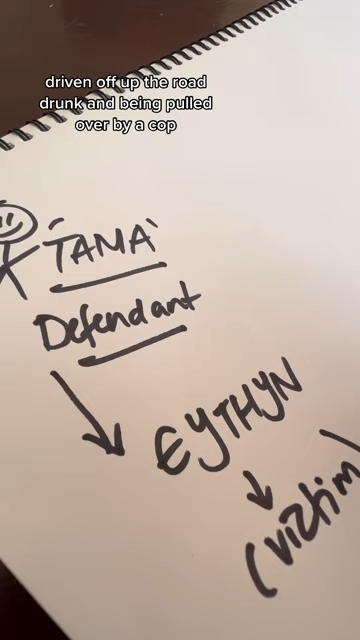 driven off up the road
drunk and being pulled
over by a cop
'TAMA'
Defendant
EYTHYN
(victim)